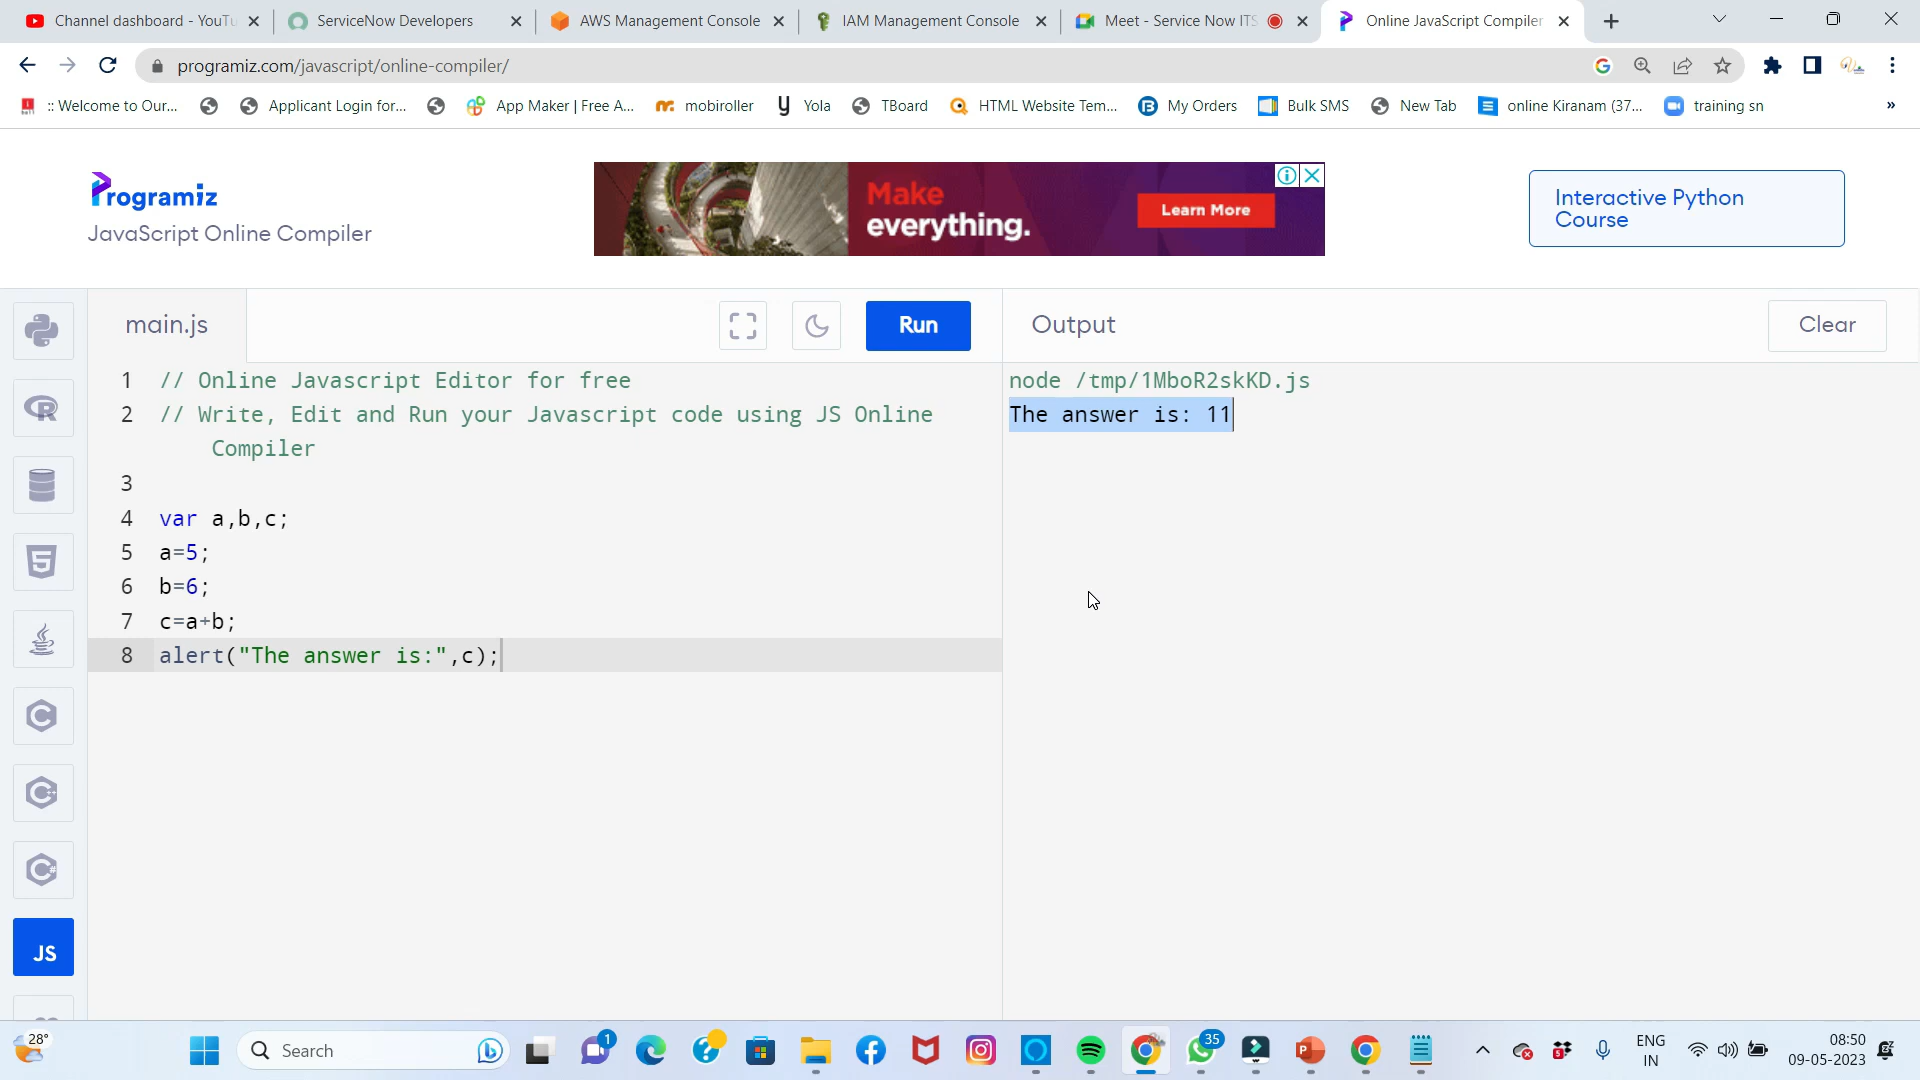 Channel dashboard - YouTu
ServiceNow Developers
AWS Management Console
IAM Management Console
Meet - Service Now ITS
Online JavaScript Compiler
programiz.com/javascript/online-compiler/
:: Welcome to Our...
Applicant Login for...
App Maker | Free A...
mobiroller
Yola
TBoard
HTML Website Tem...
My Orders
Bulk SMS
New Tab
online Kiranam (37...
training sn
»
Programiz
JavaScript Online Compiler
Make
everything.
Learn More
Interactive Python
Course
main.js
Run
Output
Clear
1 // Online Javascript Editor for free
2 // Write, Edit and Run your Javascript code using JS Online
Compiler
3
4 var a,b,c;
5 a=5;
6 b=6;
7 c=a+b;
8 alert("The answer is:",c);
node /tmp/1MboR2skKD.js
The answer is: 11
JS
28°
Search
1
35
ENG
IN
08:50
09-05-2023